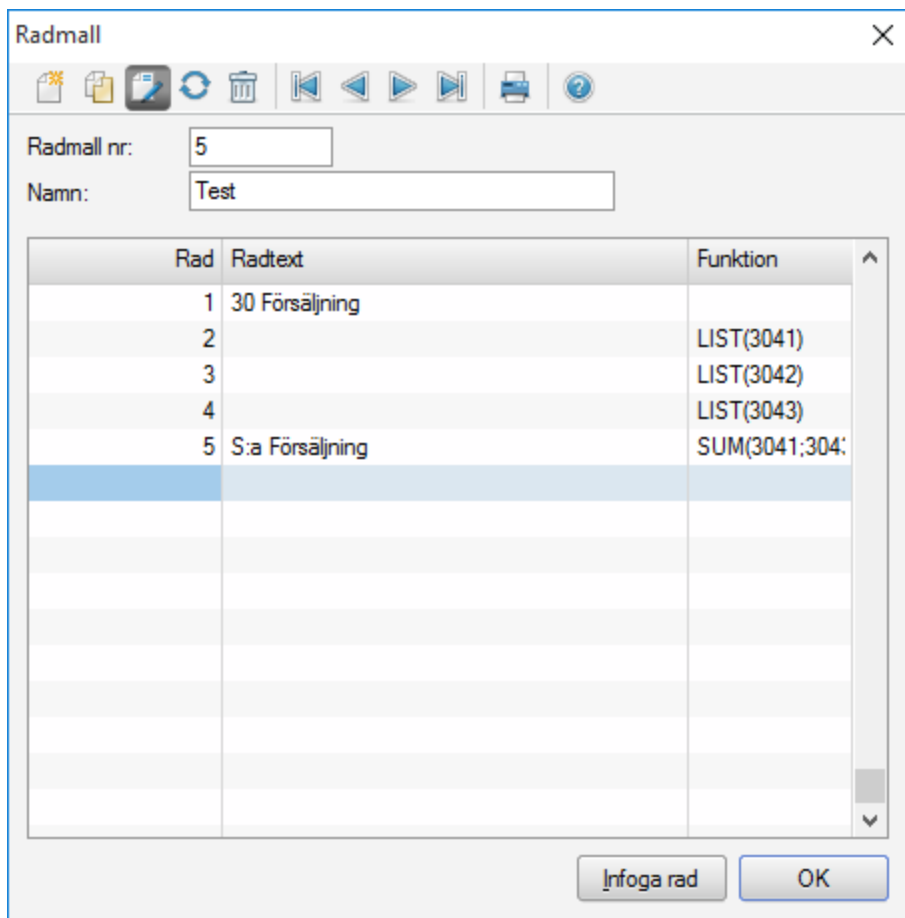 Radmall
Radmall nr: 5
Namn: Test
Rad Radtext Funktion
1 30 Försäljning
2 LIST(3041)
3 LIST(3042)
4 LIST(3043)
5 S:a Försäljning SUM(3041;304
Infoga rad OK